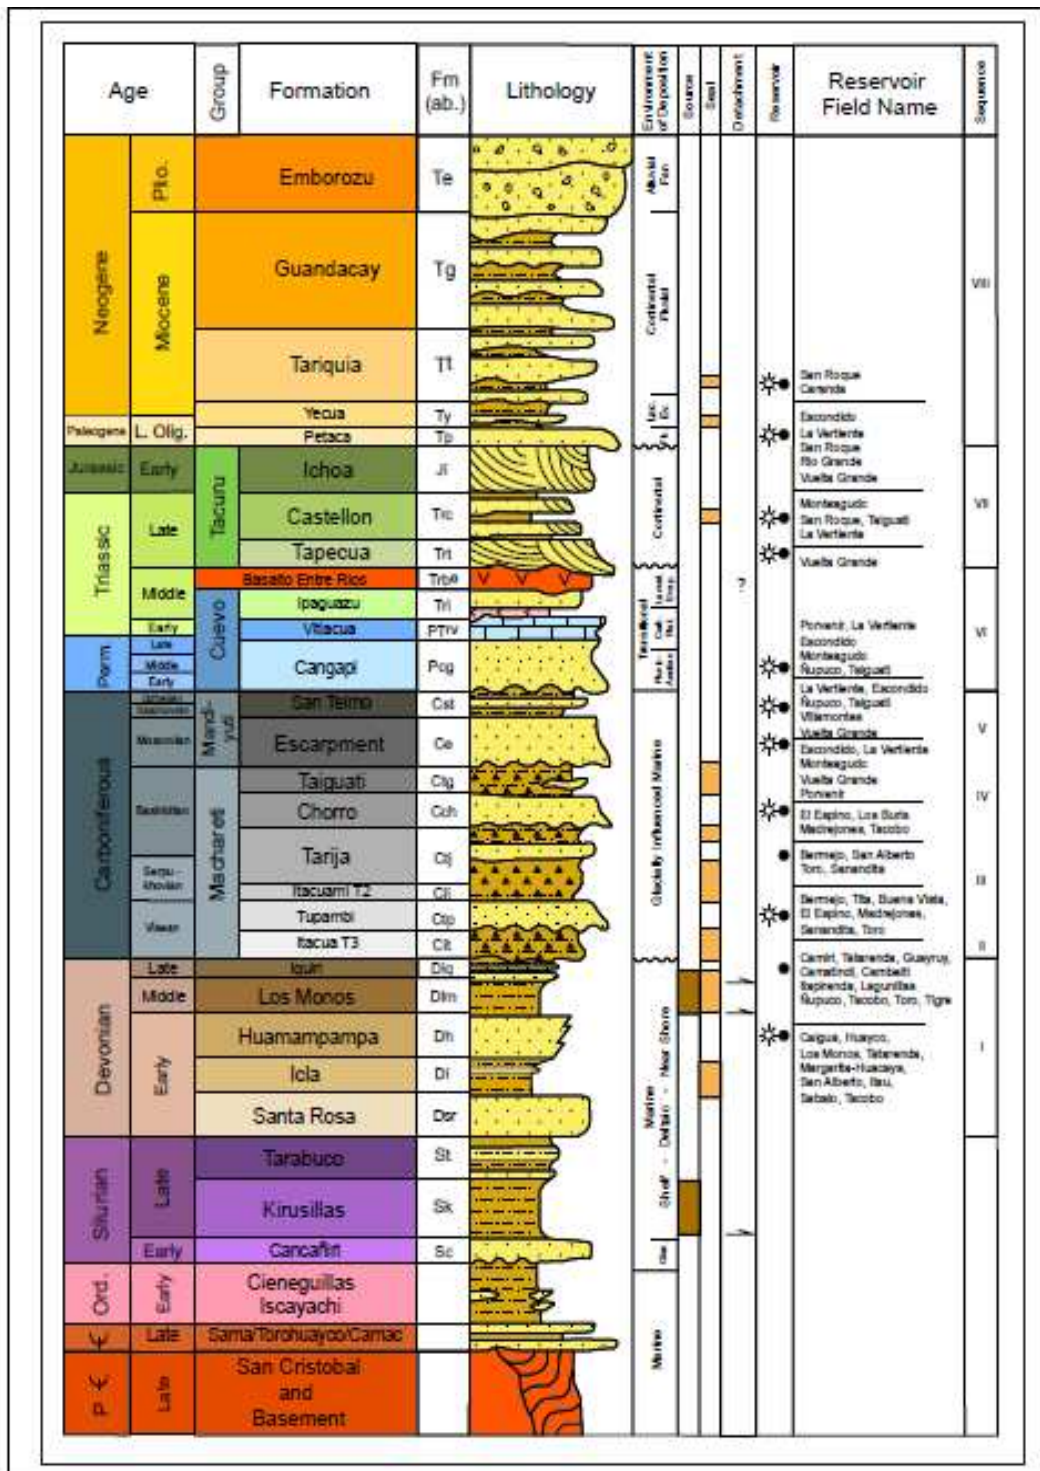 Age
Group
Formation
Fm
(ab.)
Lithology
Environment
of Deposition
Source
Seal
Detachment
Reservoir
Reservoir
Field Name
Sequence
Neogene
Plio.
Emborozu
Te
Alluvial
Fan
Miocene
Guandacay
Tg
Continental
Fluvial
VIII
Tariquia
Tt
San Roque
Caranda
Yecua
Ty
Paleogene
L. Olig.
Petaca
Tp
Escondido
La Vertiente
San Roque
Rio Grande
Vuelta Grande
Jurassic
Early
Tacuru
Ichoa
Ji
Continental
VII
Triassic
Late
Castellon
Trc
Monteagudo
San Roque, Taiguati
La Vertiente
Tapecua
Trt
Vuelta Grande
Middle
Basalto Entre Rios
Trbe
?
Cuevo
Ipaguazu
Tri
Transitional
Early
Vitiacua
PTrv
VI
Perm
Late
Middle
Early
Cangapi
Pcg
Porvenir, La Vertiente
Escondido
Monteagudo
Ñupuco, Taiguati
Carboniferous
Mandi-
yuti
San Telmo
Cst
Glacially Influenced Marine
La Vertiente, Escondido
Ñupuco, Taiguati
Villamontes
Vuelta Grande
V
Moscovian
Escarpment
Ce
Escondido, La Vertiente
Monteagudo
Vuelta Grande
Porvenir
Machareti
Bashkirian
Taiguati
Ctg
IV
Chorro
Cch
El Espino, Los Suris
Madrejones, Tacobo
Tarija
Ctj
Bermejo, San Alberto
Toro, Sanandita
Serpu-
khovian
Itacuami T2
Cti
III
Visean
Tupambi
Ctp
Bermejo, Tita, Buena Vista,
El Espino, Madrejones,
Sanandita, Toro
Itacua T3
Cit
II
Devonian
Late
Iquiri
Diq
Camiri, Tatarenda, Guayruy,
Camatindi, Cambeiti
Itapirenda, Lagunillas
Ñupuco, Tacobo, Toro, Tigre
Middle
Los Monos
Dlm
Early
Huamampampa
Dh
Marine
Shelf - Deltaic - Near Shore
Caigua, Huayco,
Los Monos, Tatarenda,
Margarita-Huacaya,
San Alberto, Itau,
Sabalo, Tacobo
I
Icla
Di
Santa Rosa
Dsr
Silurian
Late
Tarabuco
St
Kirusillas
Sk
Early
Cancañiri
Sc
Glac
Ord.
Early
Cieneguillas
Iscayachi
Marine
Є
Late
Sama/Torohuayco/Camac
P Є
Late
San Cristobal
and
Basement